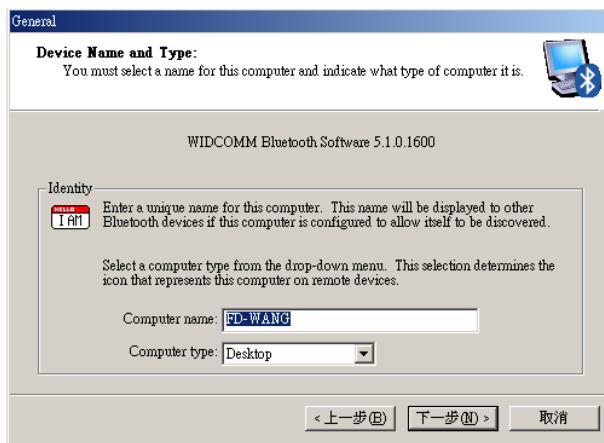 General
Device Name and Type:
You must select a name for this computer and indicate what type of computer it is.
WIDCOMM Bluetooth Software 5.1.0.1600
Identity
HELLO
I AM
Enter a unique name for this computer. This name will be displayed to other
Bluetooth devices if this computer is configured to allow itself to be discovered.
Select a computer type from the drop-down menu. This selection determines the
icon that represents this computer on remote devices.
Computer name: FD-WANG
Computer type: Desktop
<上一步(B) 下一步(N)> 取消